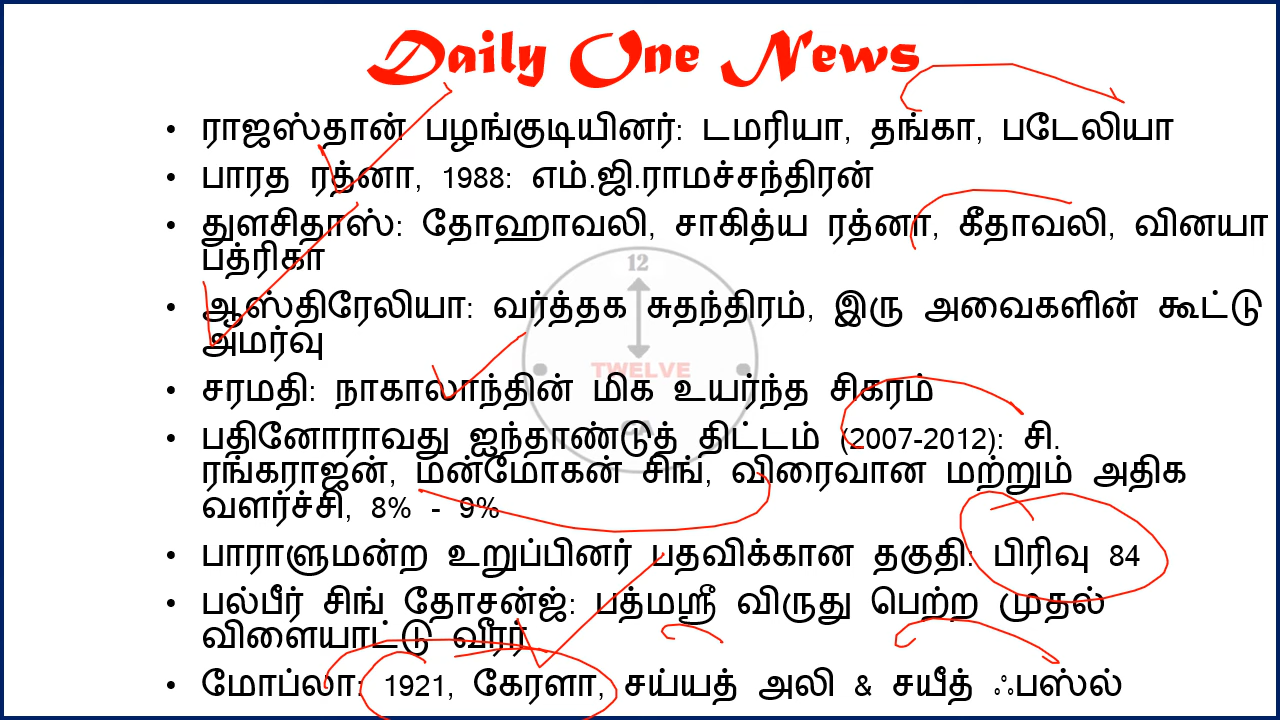 Daily One News
• ராஜஸ்தான் பழங்குடியினர்: டமரியா, தங்கா, படேலியா
• பாரத ரத்னா, 1988: எம்.ஜி.ராமச்சந்திரன்
• துளசிதாஸ்: தோஹாவலி, சாகித்ய ரத்னா, கீதாவலி, வினயா
பத்ரிகா
12
• ஆஸ்திரேலியா: வர்த்தக சுதந்திரம், இரு அவைகளின் கூட்டு
அமர்வு
TWELVE
• சரமதி: நாகாலாந்தின் மிக உயர்ந்த சிகரம்
• பதினோராவது ஐந்தாண்டுத் திட்டம் (2007-2012): சி.
ரங்கராஜன், மன்மோகன் சிங், விரைவான மற்றும் அதிக
வளர்ச்சி, 8% - 9%
• பாராளுமன்ற உறுப்பினர் பதவிக்கான தகுதி: பிரிவு 84
• பல்பீர் சிங் தோசன்ஜ்: பத்மஸ்ரீ விருது பெற்ற முதல்
விளையாட்டு வீரர்
• மோப்லா: 1921, கேரளா, சய்யத் அலி & சயீத் ஃபஸ்ல்